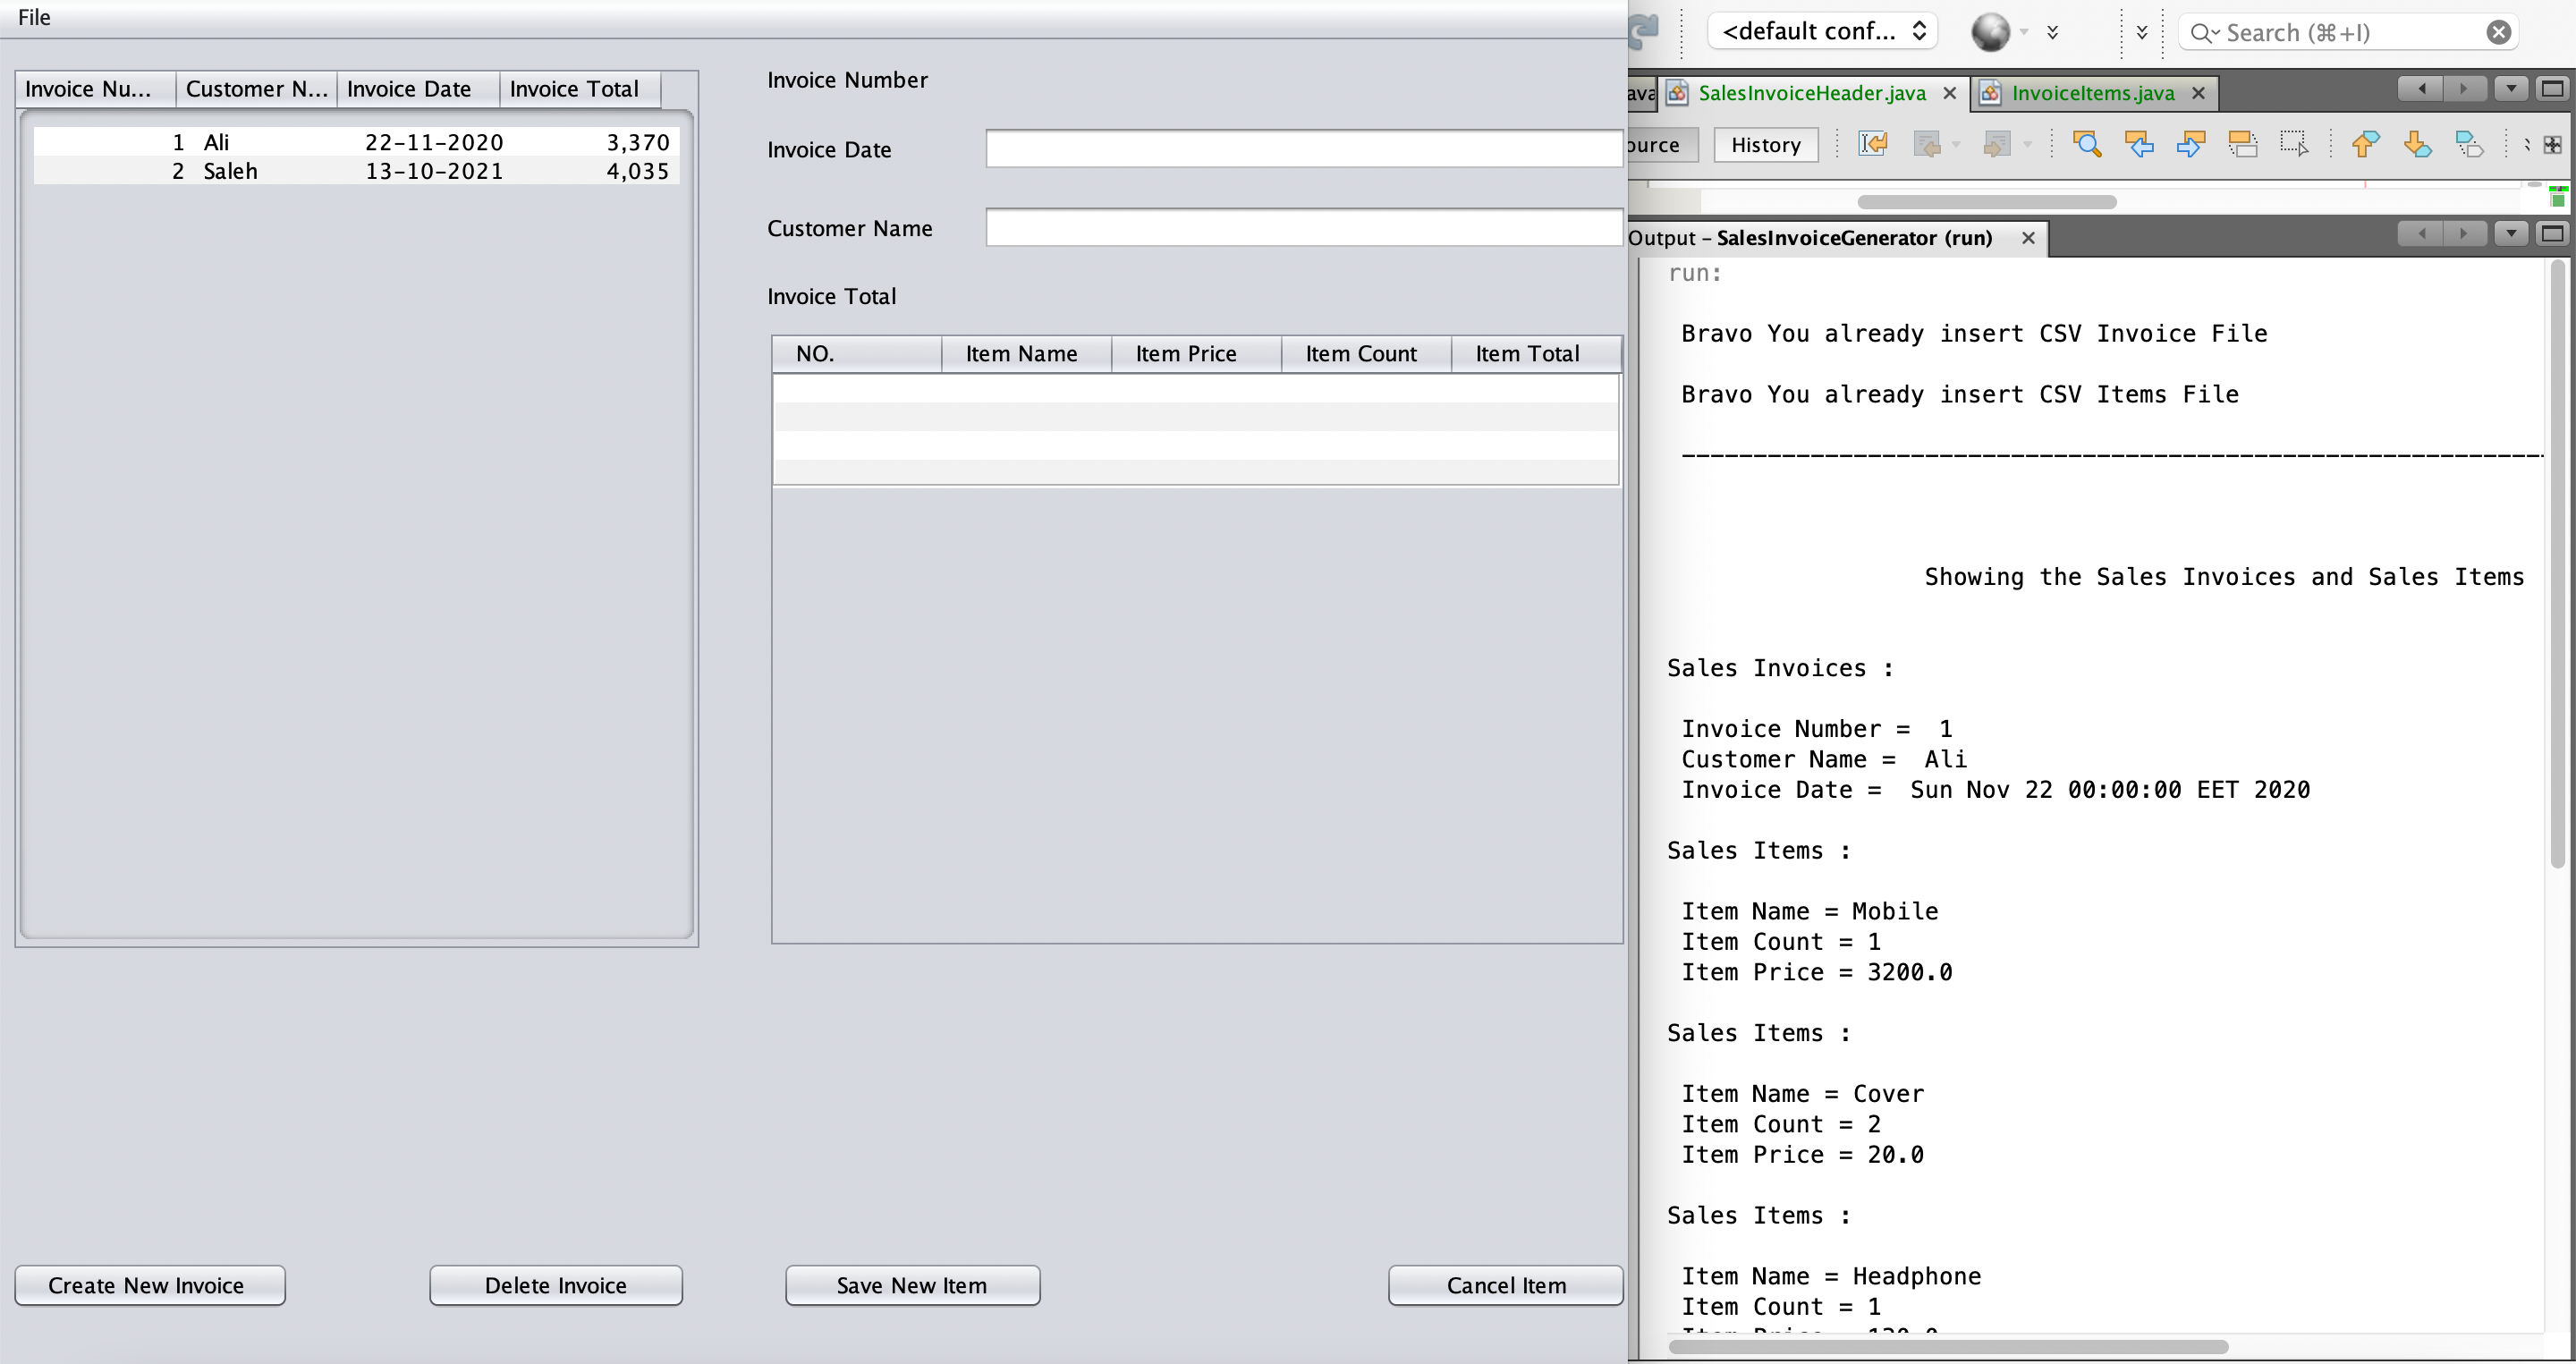 File
Invoice Nu... Customer N... Invoice Date Invoice Total
1 Ali 22-11-2020 3,370
2 Saleh 13-10-2021 4,035
Invoice Number
Invoice Date
Customer Name
Invoice Total
NO. Item Name Item Price Item Count Item Total
Create New Invoice Delete Invoice Save New Item Cancel Item
<default conf... Search (⌘+I)
ava SalesInvoiceHeader.java InvoiceItems.java
ource History
Output – SalesInvoiceGenerator (run)
run:
Bravo You already insert CSV Invoice File
Bravo You already insert CSV Items File
Showing the Sales Invoices and Sales Items
Sales Invoices :
Invoice Number = 1
Customer Name = Ali
Invoice Date = Sun Nov 22 00:00:00 EET 2020
Sales Items :
Item Name = Mobile
Item Count = 1
Item Price = 3200.0
Sales Items :
Item Name = Cover
Item Count = 2
Item Price = 20.0
Sales Items :
Item Name = Headphone
Item Count = 1